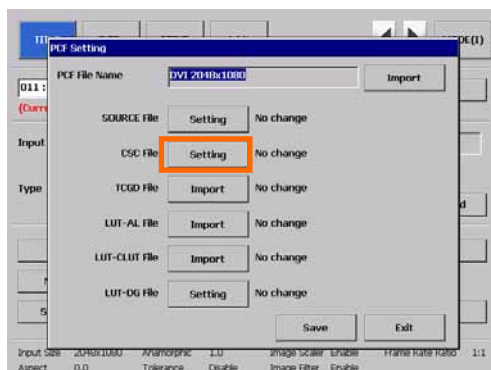 DE(I)
PCF Setting
PCF File Name DVI 2048x1080 Import
011 :
(Curre
SOURCE File Setting No change
Input
CSC File Setting No change
Type
TCGD File Import No change
d
LUT-AL File Import No change
LUT-CLUT File Import No change
LUT-DG File Setting No change
S
Save Exit
Input Size 2048x1080 Anamorphic 1.0 Image Scaler Enable Frame Rate Ratio 1:1
Aspect 0.0 Tolerance Disable Image Filter Enable